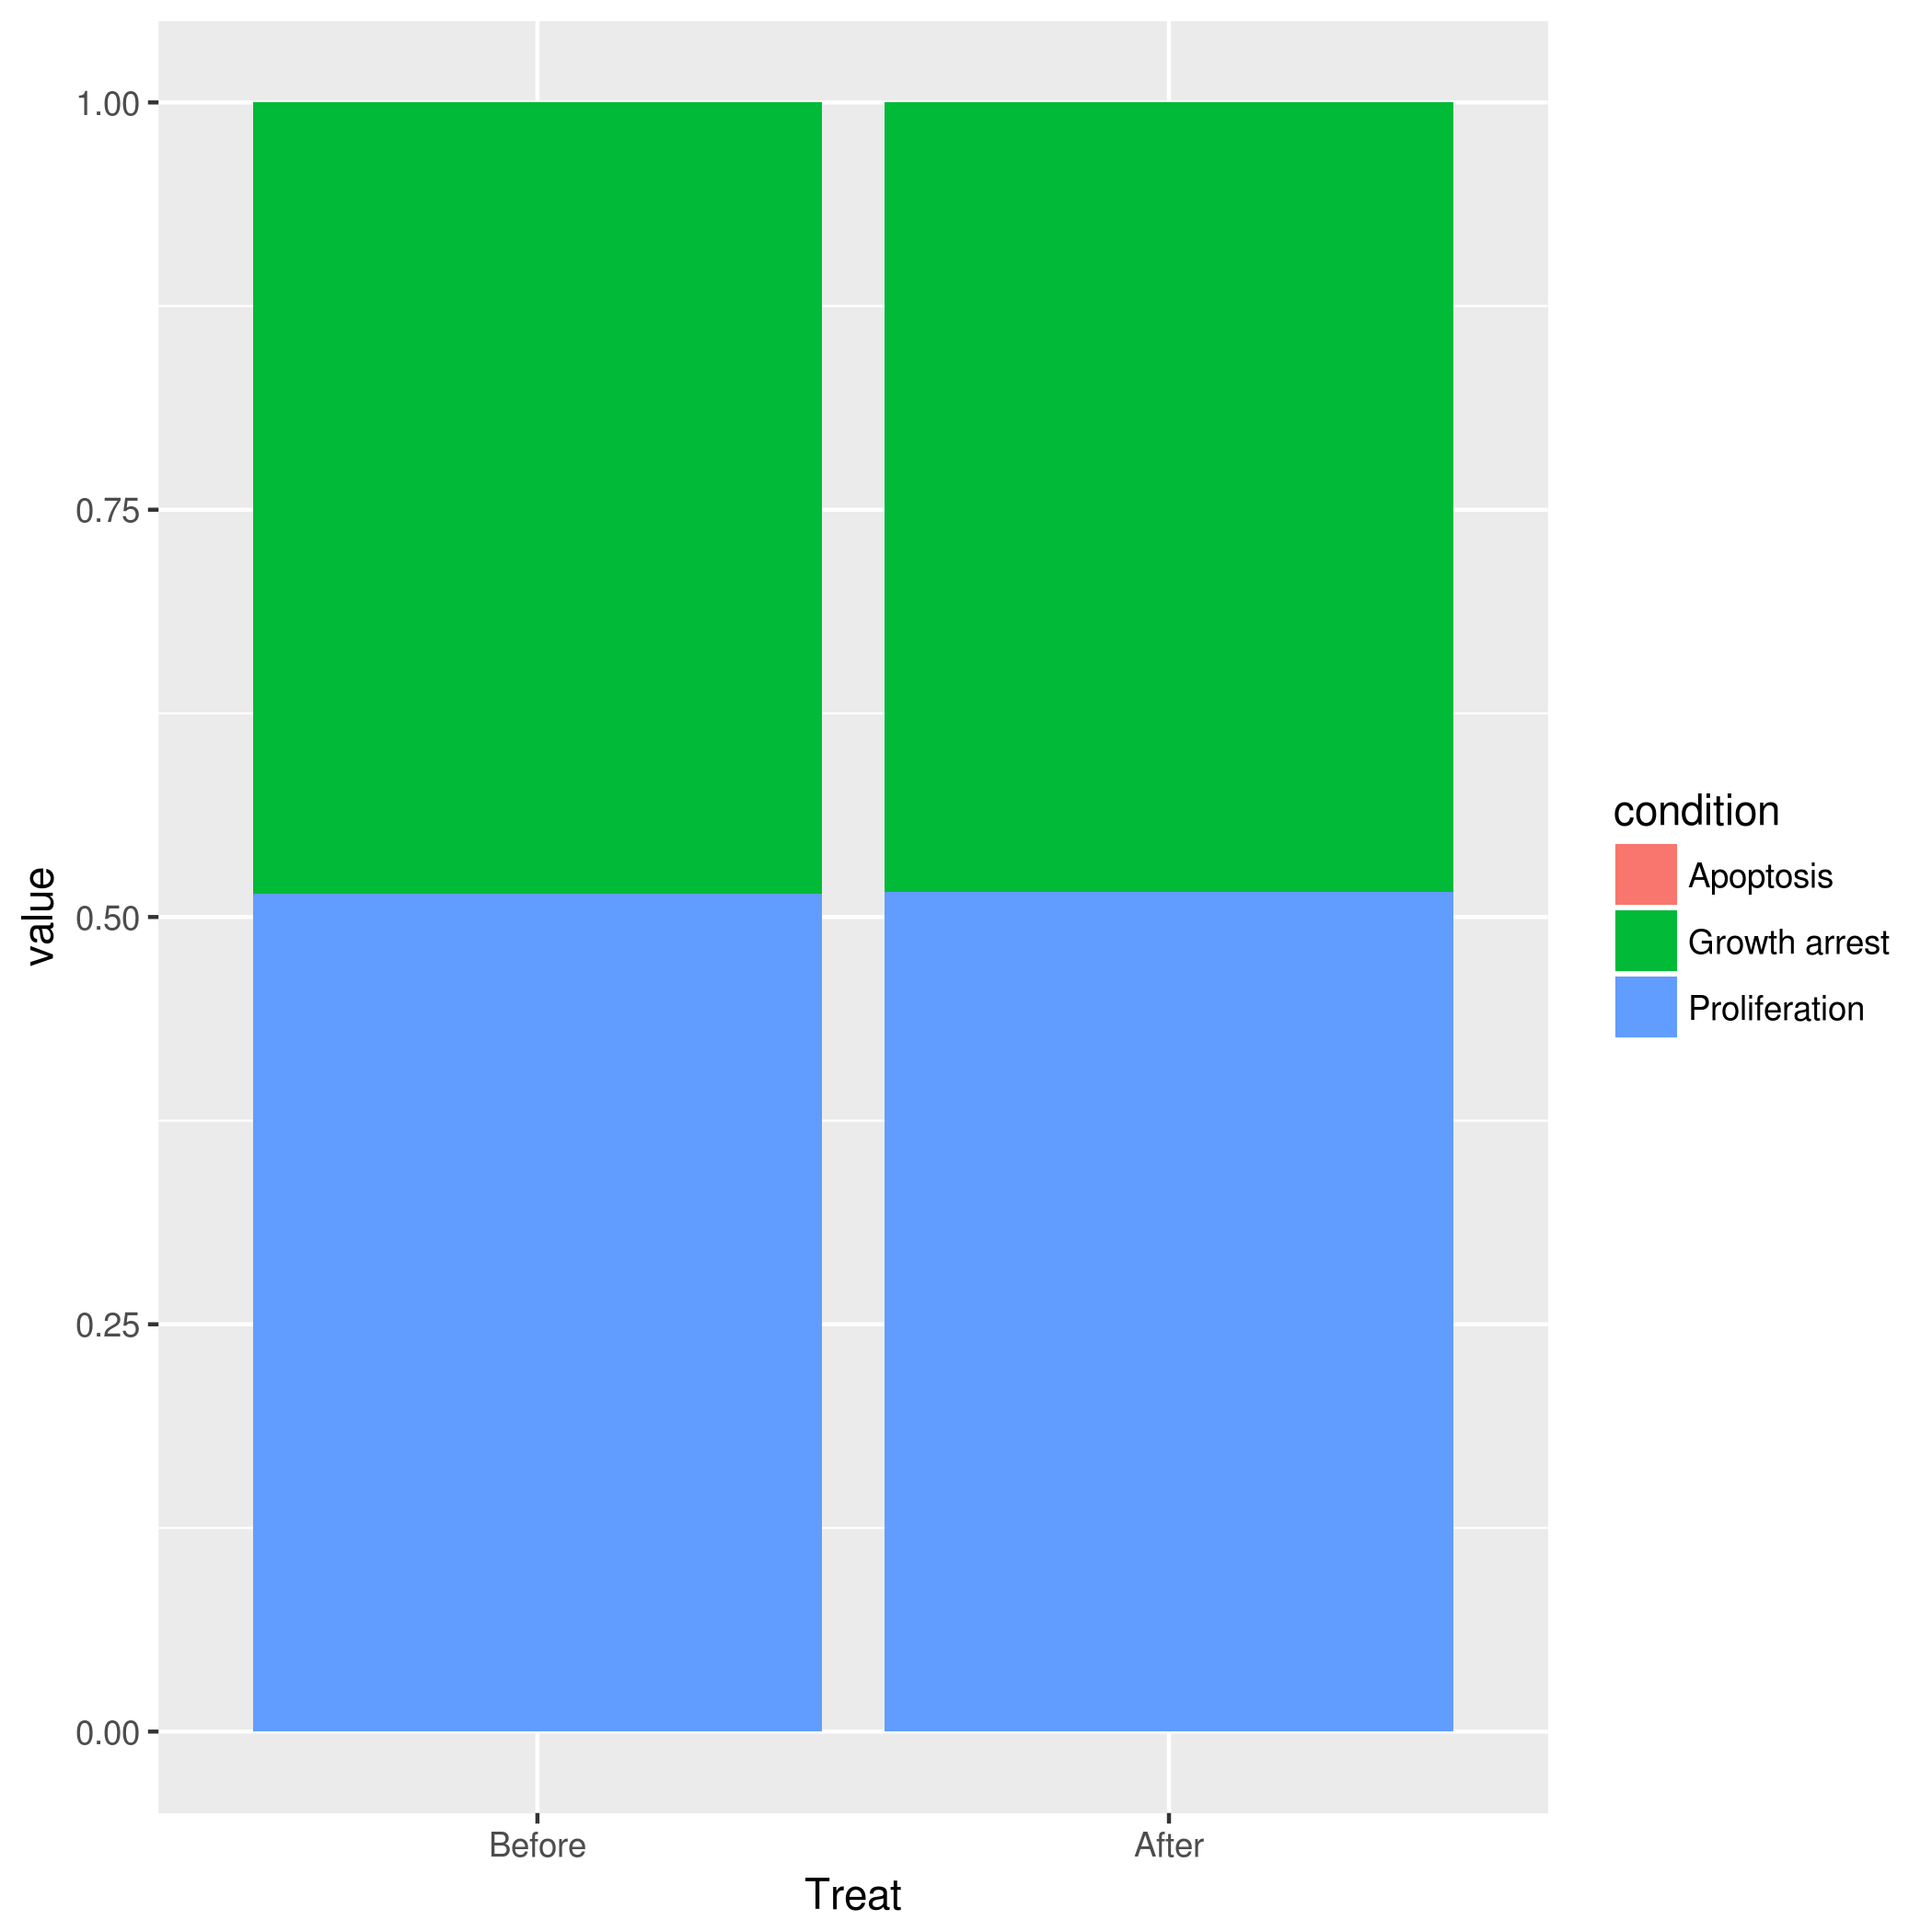 value
1.00
0.75
0.50
0.25
0.00
Before
After
Treat
condition
Apoptosis
Growth arrest
Proliferation